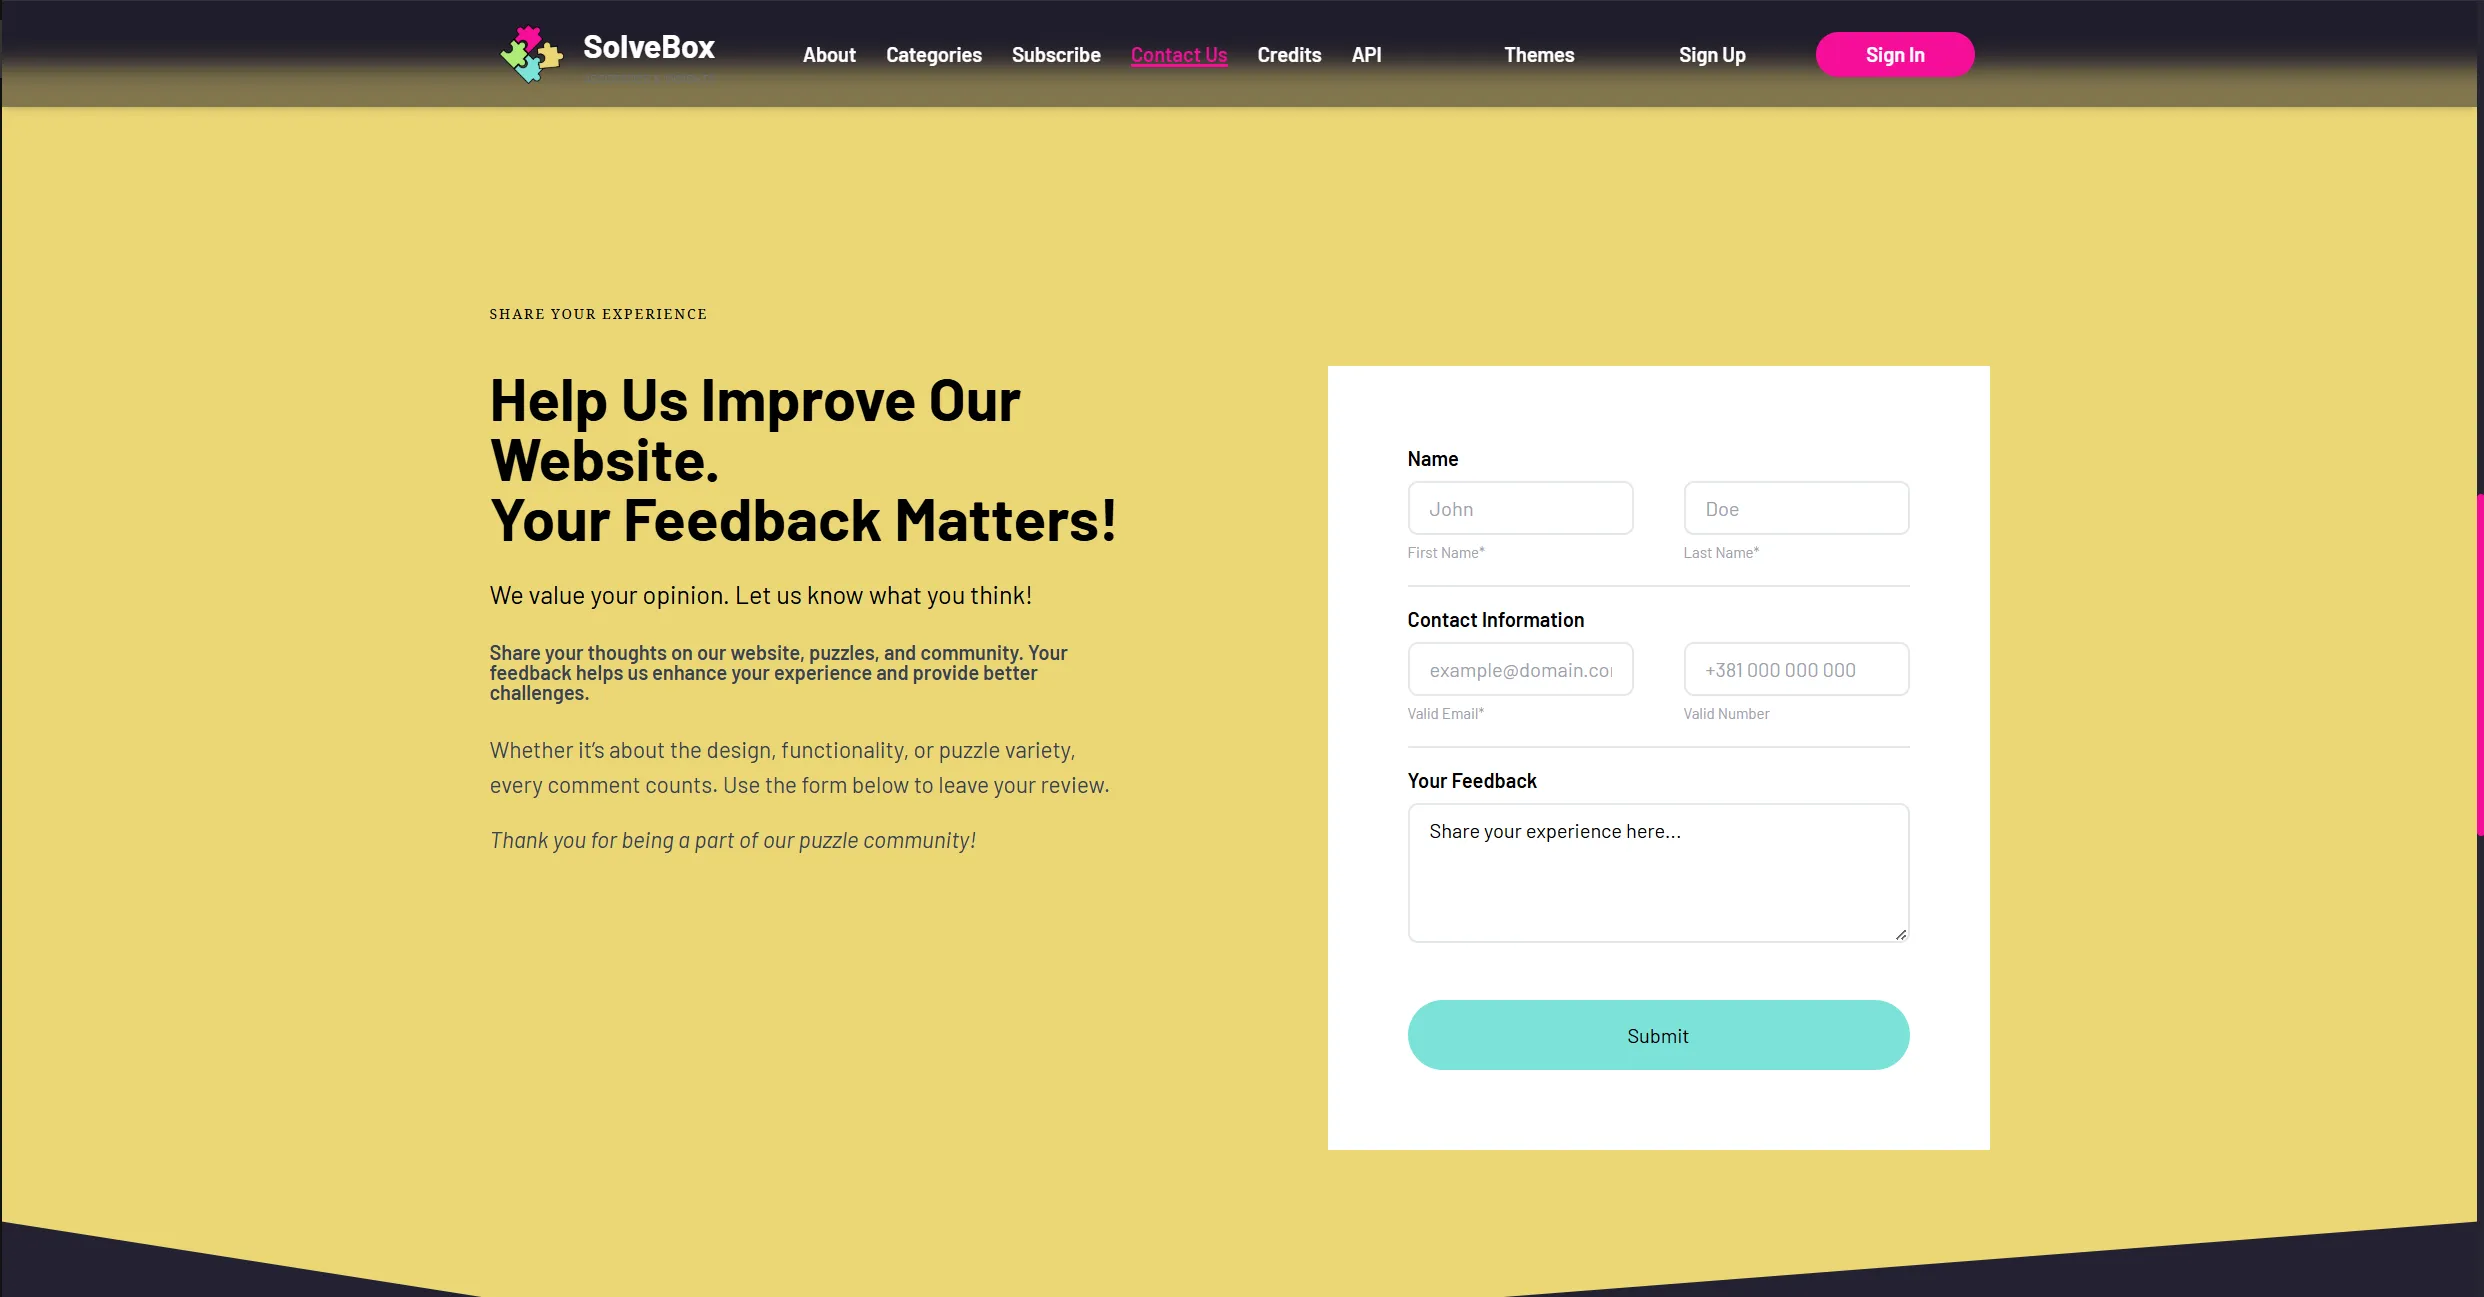 SolveBox
About Categories Subscribe Contact Us Credits API Themes Sign Up Sign In
SHARE YOUR EXPERIENCE
Help Us Improve Our
Website.
Your Feedback Matters!
We value your opinion. Let us know what you think!
Share your thoughts on our website, puzzles, and community. Your
feedback helps us enhance your experience and provide better
challenges.
Whether it's about the design, functionality, or puzzle variety,
every comment counts. Use the form below to leave your review.
Thank you for being a part of our puzzle community!
Name
John Doe
First Name* Last Name*
Contact Information
example@domain.co +381 000 000 000
Valid Email* Valid Number
Your Feedback
Share your experience here...
Submit